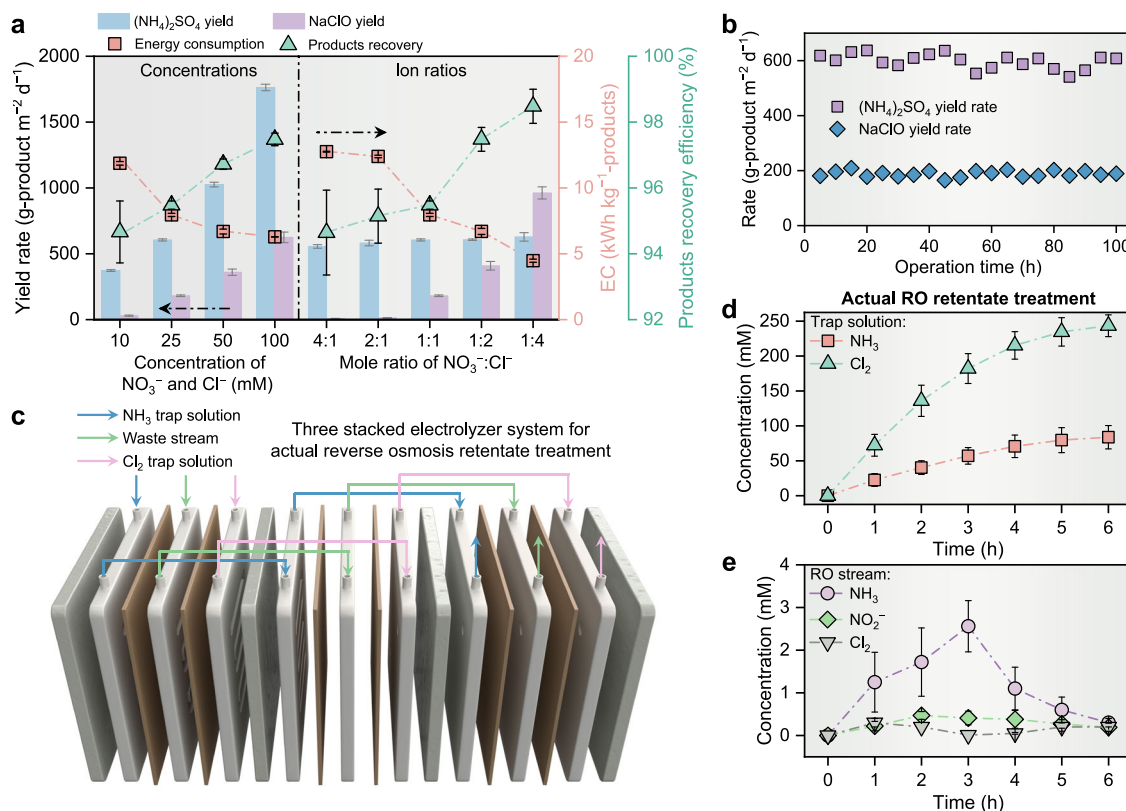 a
(NH₄)₂SO₄ yield
NaClO yield
Energy consumption
Products recovery
Concentrations
Ion ratios
Yield rate (g-product m⁻² d⁻¹)
2000
1500
1000
500
0
10
25
50
100
4:1
2:1
1:1
1:2
1:4
Concentration of
NO₃⁻ and Cl⁻ (mM)
Mole ratio of NO₃⁻:Cl⁻
20
15
10
5
0
EC (kWh kg⁻¹-products)
100
98
96
94
92
Products recovery efficiency (%)
b
Rate (g-product m⁻² d⁻¹)
600
400
200
0
(NH₄)₂SO₄ yield rate
NaClO yield rate
0
20
40
60
80
100
Operation time (h)
c
NH₃ trap solution
Waste stream
Cl₂ trap solution
Three stacked electrolyzer system for
actual reverse osmosis retentate treatment
Actual RO retentate treatment
d
Trap solution:
NH₃
Cl₂
Concentration (mM)
250
200
150
100
50
0
0
1
2
3
4
5
6
Time (h)
e
RO stream:
NH₃
NO₂⁻
Cl₂
Concentration (mM)
4
3
2
1
0
0
1
2
3
4
5
6
Time (h)